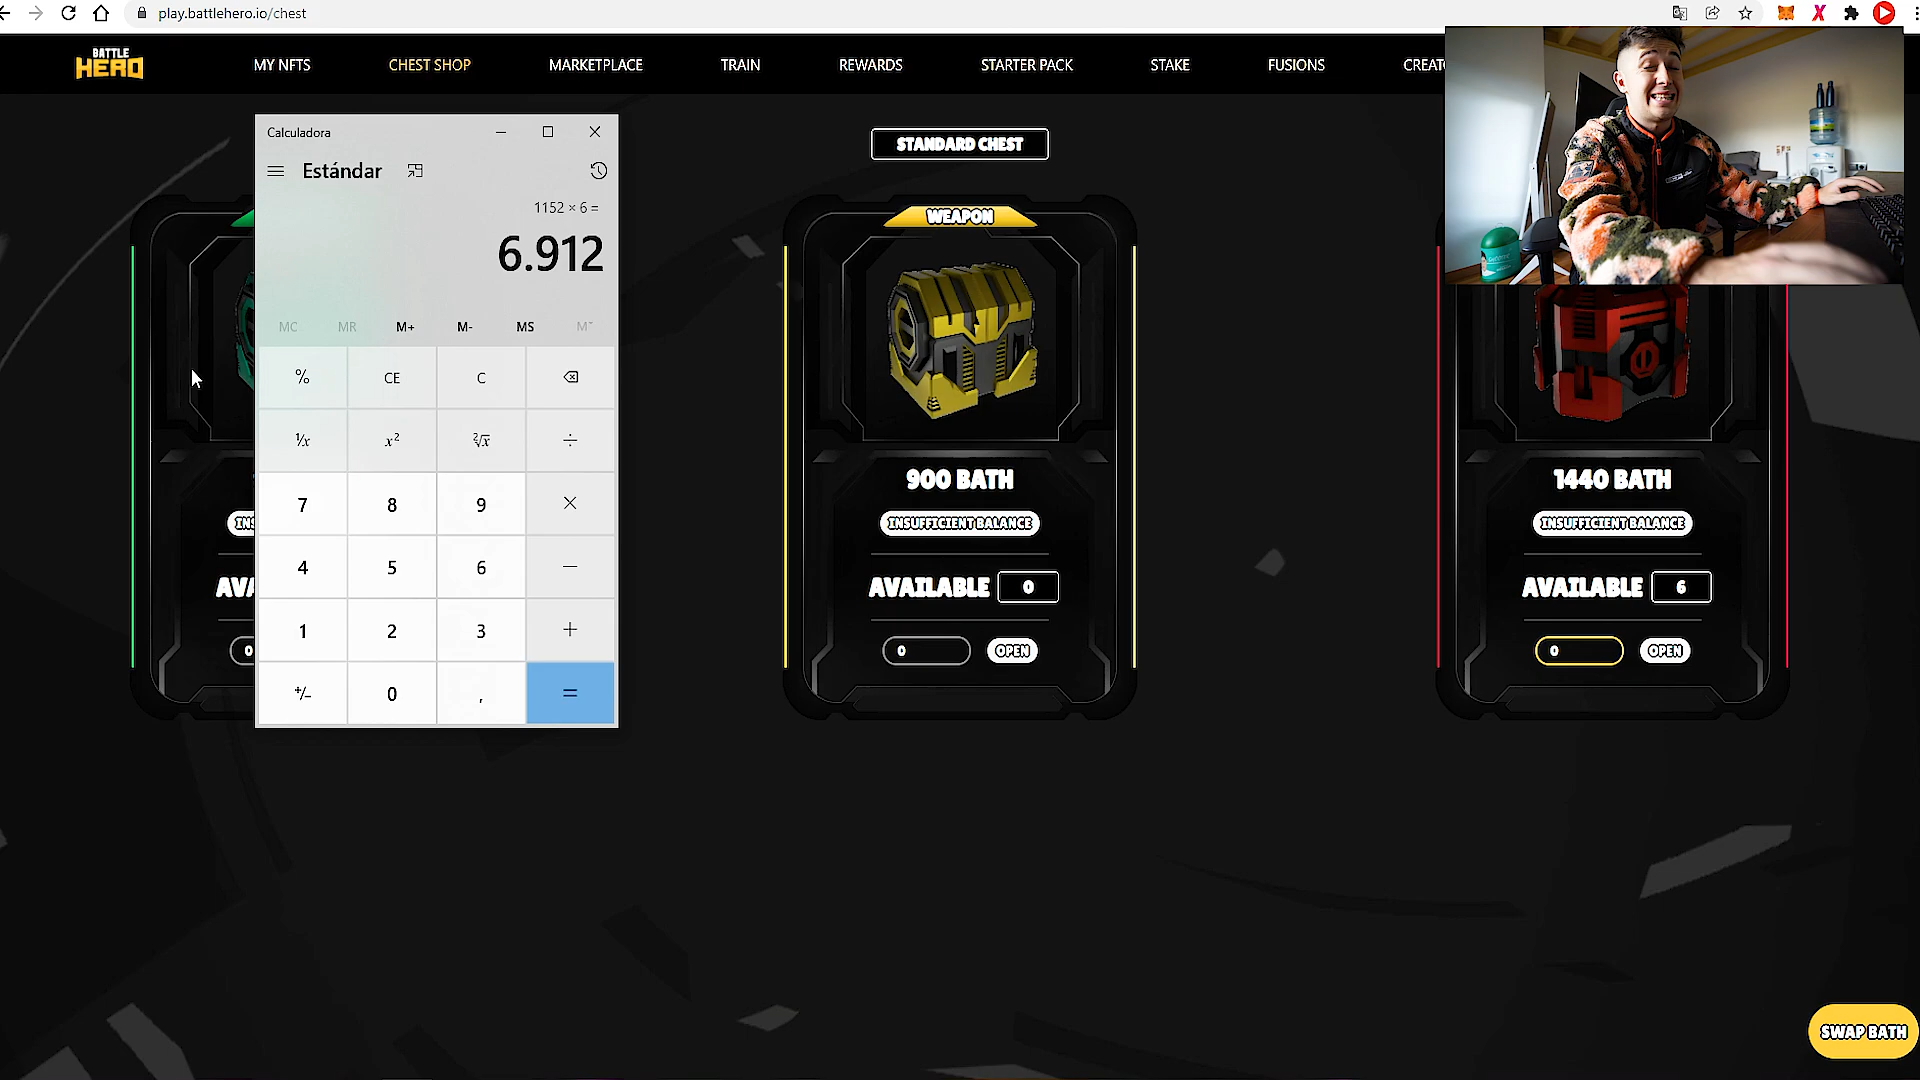 play.battlehero.io/chest
BATTLE
HERO
MY NFTS
CHEST SHOP
MARKETPLACE
TRAIN
REWARDS
STARTER PACK
STAKE
FUSIONS
Calculadora
Estándar
1152 × 6 =
6.912
MC
MR
M+
M-
MS
M˅
%
CE
C
⅟x
x²
²√x
÷
7
8
9
×
4
5
6
−
1
2
3
+
+/−
0
,
=
STANDARD CHEST
WEAPON
900 BATH
INSUFFICIENT BALANCE
AVAILABLE 0
0
OPEN
1440 BATH
INSUFFICIENT BALANCE
AVAILABLE 6
0
OPEN
0
SWAP BATH